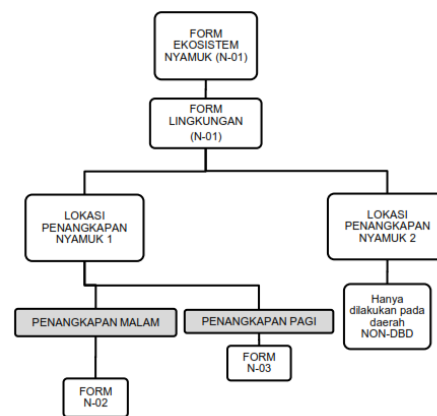 FORM
EKOSISTEM
NYAMUK (N-01)
FORM
LINGKUNGAN
(N-01)
LOKASI
PENANGKAPAN
NYAMUK 1
LOKASI
PENANGKAPAN
NYAMUK 2
PENANGKAPAN MALAM
PENANGKAPAN PAGI
Hanya
dilakukan pada
daerah
NON-DBD
FORM
N-03
FORM
N-02